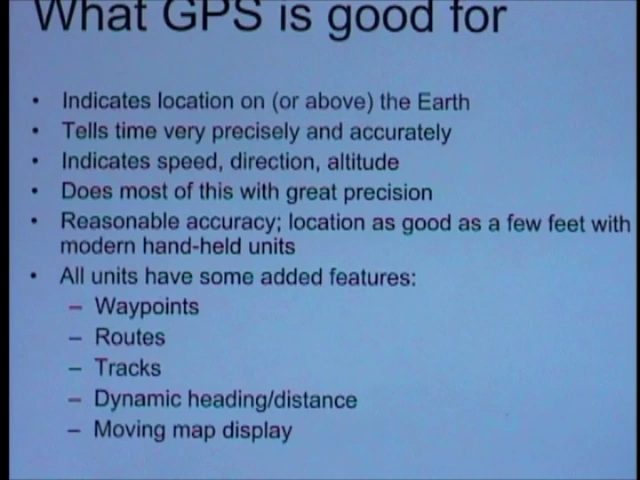 What GPS is good for
• Indicates location on (or above) the Earth
• Tells time very precisely and accurately
• Indicates speed, direction, altitude
• Does most of this with great precision
• Reasonable accuracy; location as good as a few feet with
modern hand-held units
• All units have some added features:
– Waypoints
– Routes
– Tracks
– Dynamic heading/distance
– Moving map display